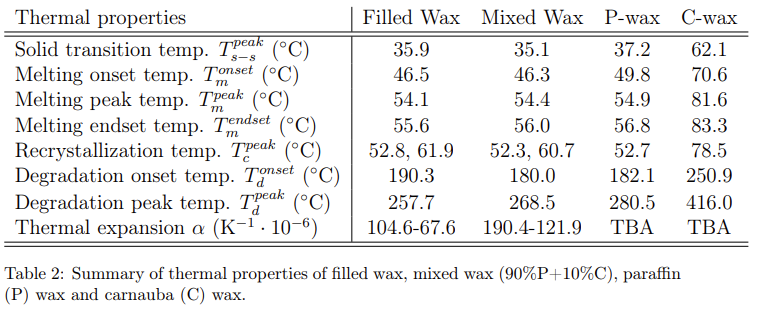 Thermal properties Filled Wax Mixed Wax P-wax C-wax
Solid transition temp. T_{s-s}^{peak} (°C) 35.9 35.1 37.2 62.1
Melting onset temp. T_m^{onset} (°C) 46.5 46.3 49.8 70.6
Melting peak temp. T_m^{peak} (°C) 54.1 54.4 54.9 81.6
Melting endset temp. T_m^{endset} (°C) 55.6 56.0 56.8 83.3
Recrystallization temp. T_c^{peak} (°C) 52.8, 61.9 52.3, 60.7 52.7 78.5
Degradation onset temp. T_d^{onset} (°C) 190.3 180.0 182.1 250.9
Degradation peak temp. T_d^{peak} (°C) 257.7 268.5 280.5 416.0
Thermal expansion α (K^{-1} · 10^{-6}) 104.6-67.6 190.4-121.9 TBA TBA
Table 2: Summary of thermal properties of filled wax, mixed wax (90%P+10%C), paraffin
(P) wax and carnauba (C) wax.